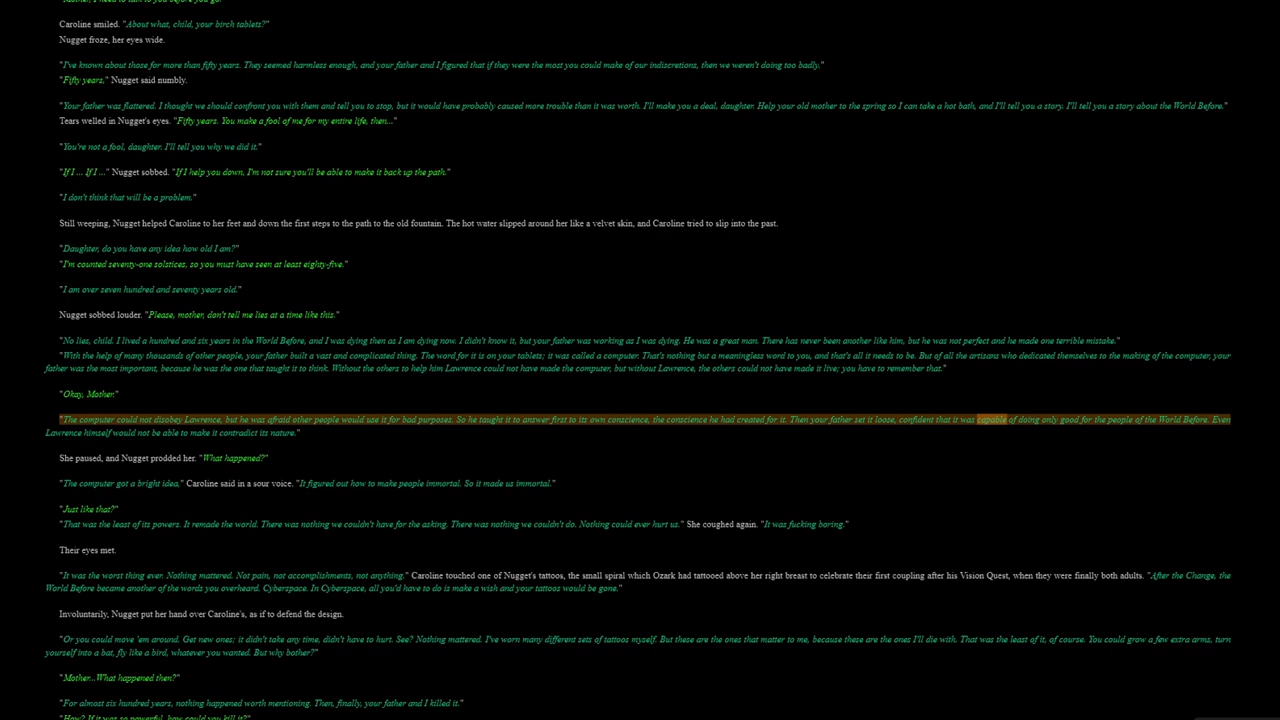 "Mother, I need to talk to you before you go."
Caroline smiled. "About what, child, your birch tablets?"
Nugget froze, her eyes wide.
"I've known about those for more than fifty years. They seemed harmless enough, and your father and I figured that if they were the most you could make of our indiscretions, then we weren't doing too badly."
"Fifty years," Nugget said numbly.
"Your father was flattered. I thought we should confront you with them and tell you to stop, but it would have probably caused more trouble than it was worth. I'll make you a deal, daughter. Help your old mother to the spring so I can take a hot bath, and I'll tell you a story. I'll tell you a story about the World Before."
Tears welled in Nugget's eyes. "Fifty years. You make a fool of me for my entire life, then..."
"You're not a fool, daughter. I'll tell you why we did it."
"If I ... If I ..." Nugget sobbed. "If I help you down, I'm not sure you'll be able to make it back up the path."
"I don't think that will be a problem."
Still weeping, Nugget helped Caroline to her feet and down the first steps to the path to the old fountain. The hot water slipped around her like a velvet skin, and Caroline tried to slip into the past.
"Daughter, do you have any idea how old I am?"
"I'm counted seventy-one solstices, so you must have seen at least eighty-five."
"I am over seven hundred and seventy years old."
Nugget sobbed louder. "Please, mother, don't tell me lies at a time like this."
"No lies, child. I lived a hundred and six years in the World Before, and I was dying then as I am dying now. I didn't know it, but your father was working as I was dying. He was a great man. There has never been another like him, but he was not perfect and he made one terrible mistake."
"With the help of many thousands of other people, your father built a vast and complicated thing. The word for it is on your tablets; it was called a computer. That's nothing but a meaningless word to you, and that's all it needs to be. But of all the artisans who dedicated themselves to the making of the computer, your
father was the most important, because he was the one that taught it to think. Without the others to help him Lawrence could not have made the computer, but without Lawrence, the others could not have made it live; you have to remember that."
"Okay, Mother."
"The computer could not disobey Lawrence, but he was afraid other people would use it for bad purposes. So he taught it to answer first to its own conscience, the conscience he had created for it. Then your father set it loose, confident that it was capable of doing only good for the people of the World Before. Even
Lawrence himself would not be able to make it contradict its nature."
She paused, and Nugget prodded her. "What happened?"
"The computer got a bright idea," Caroline said in a sour voice. "It figured out how to make people immortal. So it made us immortal."
"Just like that?"
"That was the least of its powers. It remade the world. There was nothing we couldn't have for the asking. There was nothing we couldn't do. Nothing could ever hurt us." She coughed again. "It was fucking boring."
Their eyes met.
"It was the worst thing ever. Nothing mattered. Not pain, not accomplishments, not anything." Caroline touched one of Nugget's tattoos, the small spiral which Ozark had tattooed above her right breast to celebrate their first coupling after his Vision Quest, when they were finally both adults. "After the Change, the
World Before became another of the words you overheard. Cyberspace. In Cyberspace, all you'd have to do is make a wish and your tattoos would be gone."
Involuntarily, Nugget put her hand over Caroline's, as if to defend the design.
"Or you could move 'em around. Get new ones; it didn't take any time, didn't have to hurt. See? Nothing mattered. I've worn many different sets of tattoos myself. But these are the ones that matter to me, because these are the ones I'll die with. That was the least of it, of course. You could grow a few extra arms, turn
yourself into a bat, fly like a bird, whatever you wanted. But why bother?"
"Mother...What happened then?"
"For almost six hundred years, nothing happened worth mentioning. Then, finally, your father and I killed it."
"How? If it was so powerful, how could you kill it?"